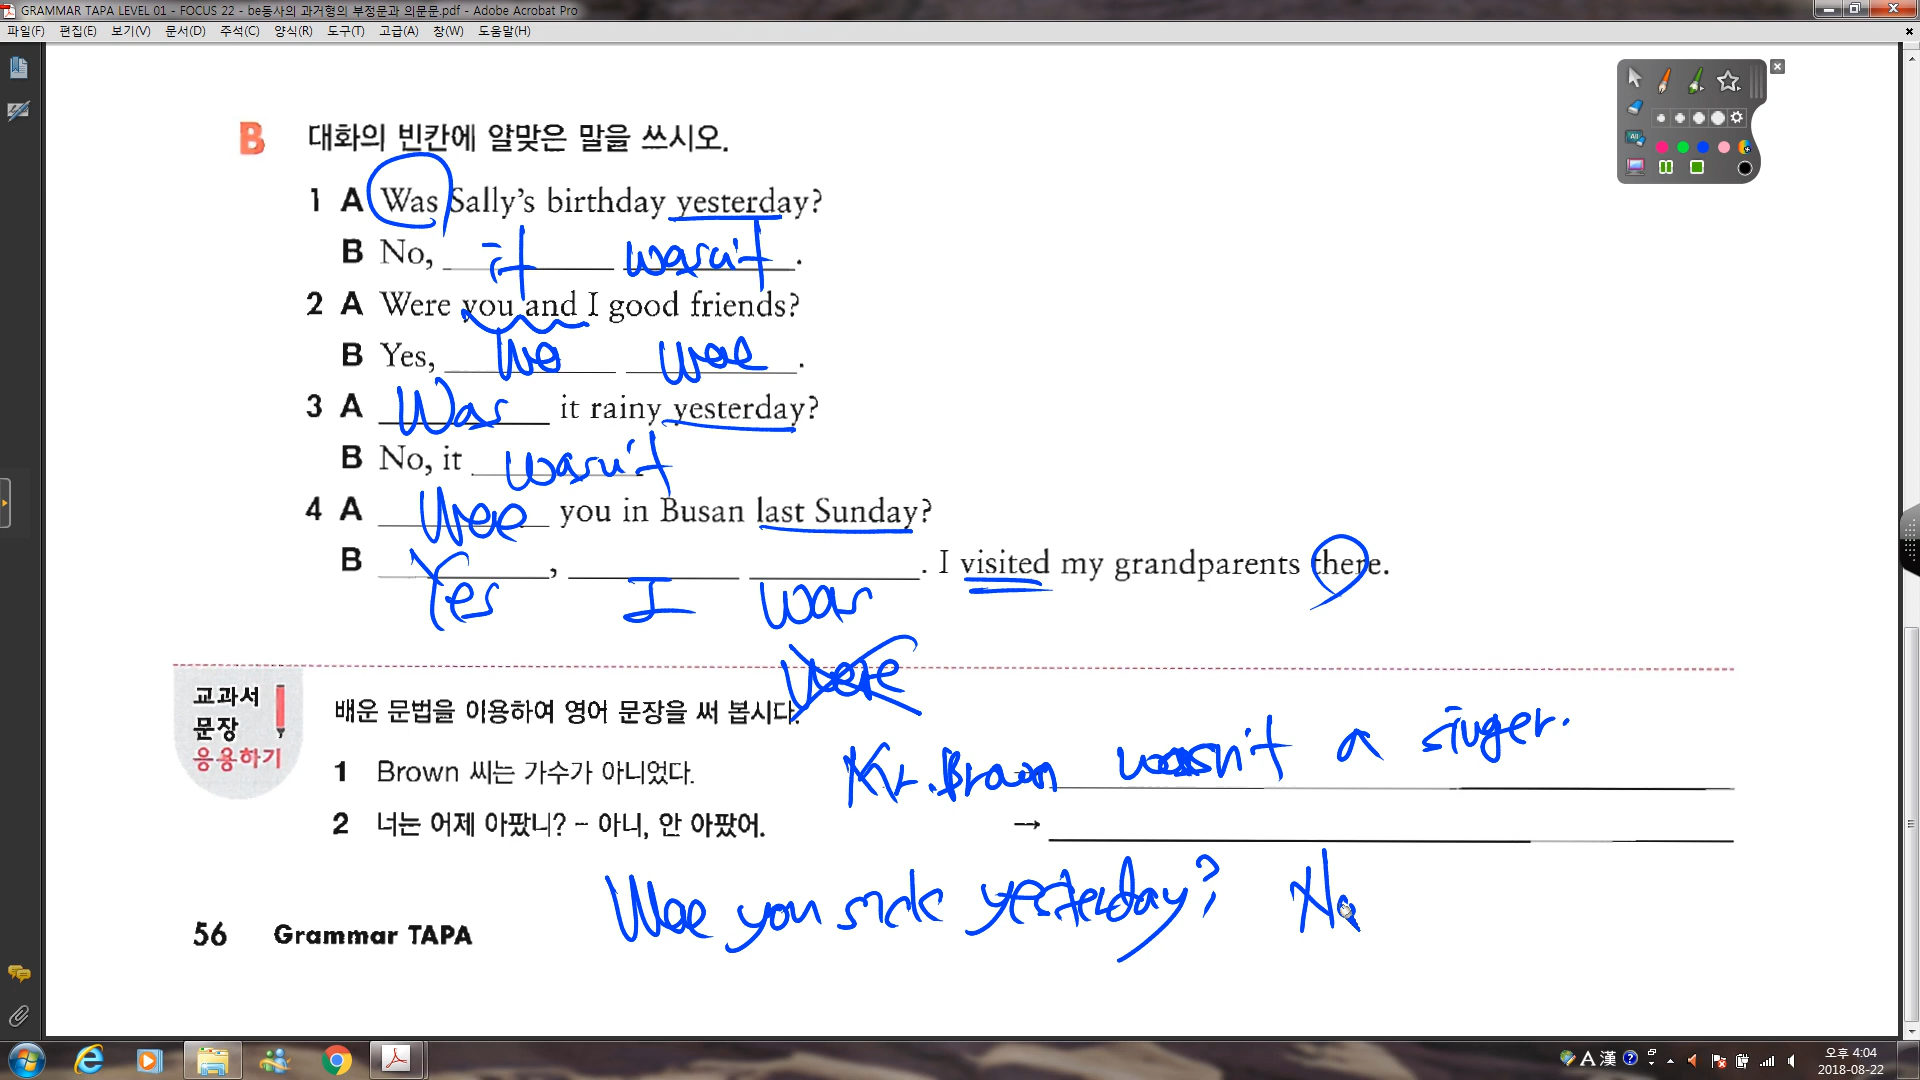 GRAMMAR TAPA LEVEL 01 - FOCUS 22 - be동사의 과거형의 부정문과 의문문.pdf - Adobe Acrobat Pro
파일(F) 편집(E) 보기(V) 문서(D) 주석(C) 양식(R) 도구(T) 고급(A) 창(W) 도움말(H)
B 대화의 빈칸에 알맞은 말을 쓰시오.
1 A Was Sally's birthday yesterday?
B No, it wasn't.
2 A Were you and I good friends?
B Yes, we were.
3 A Was it rainy yesterday?
B No, it wasn't
4 A Were you in Busan last Sunday?
B Yes, I was. I visited my grandparents there.
were
교과서
문장
응용하기
배운 문법을 이용하여 영어 문장을 써 봅시다.
1 Brown 씨는 가수가 아니었다. Mr. Brown wasn't a singer.
2 너는 어제 아팠니? – 아니, 안 아팠어. →
Were you sick yesterday? No
56 Grammar TAPA
A 漢
오후 4:04
2018-08-22